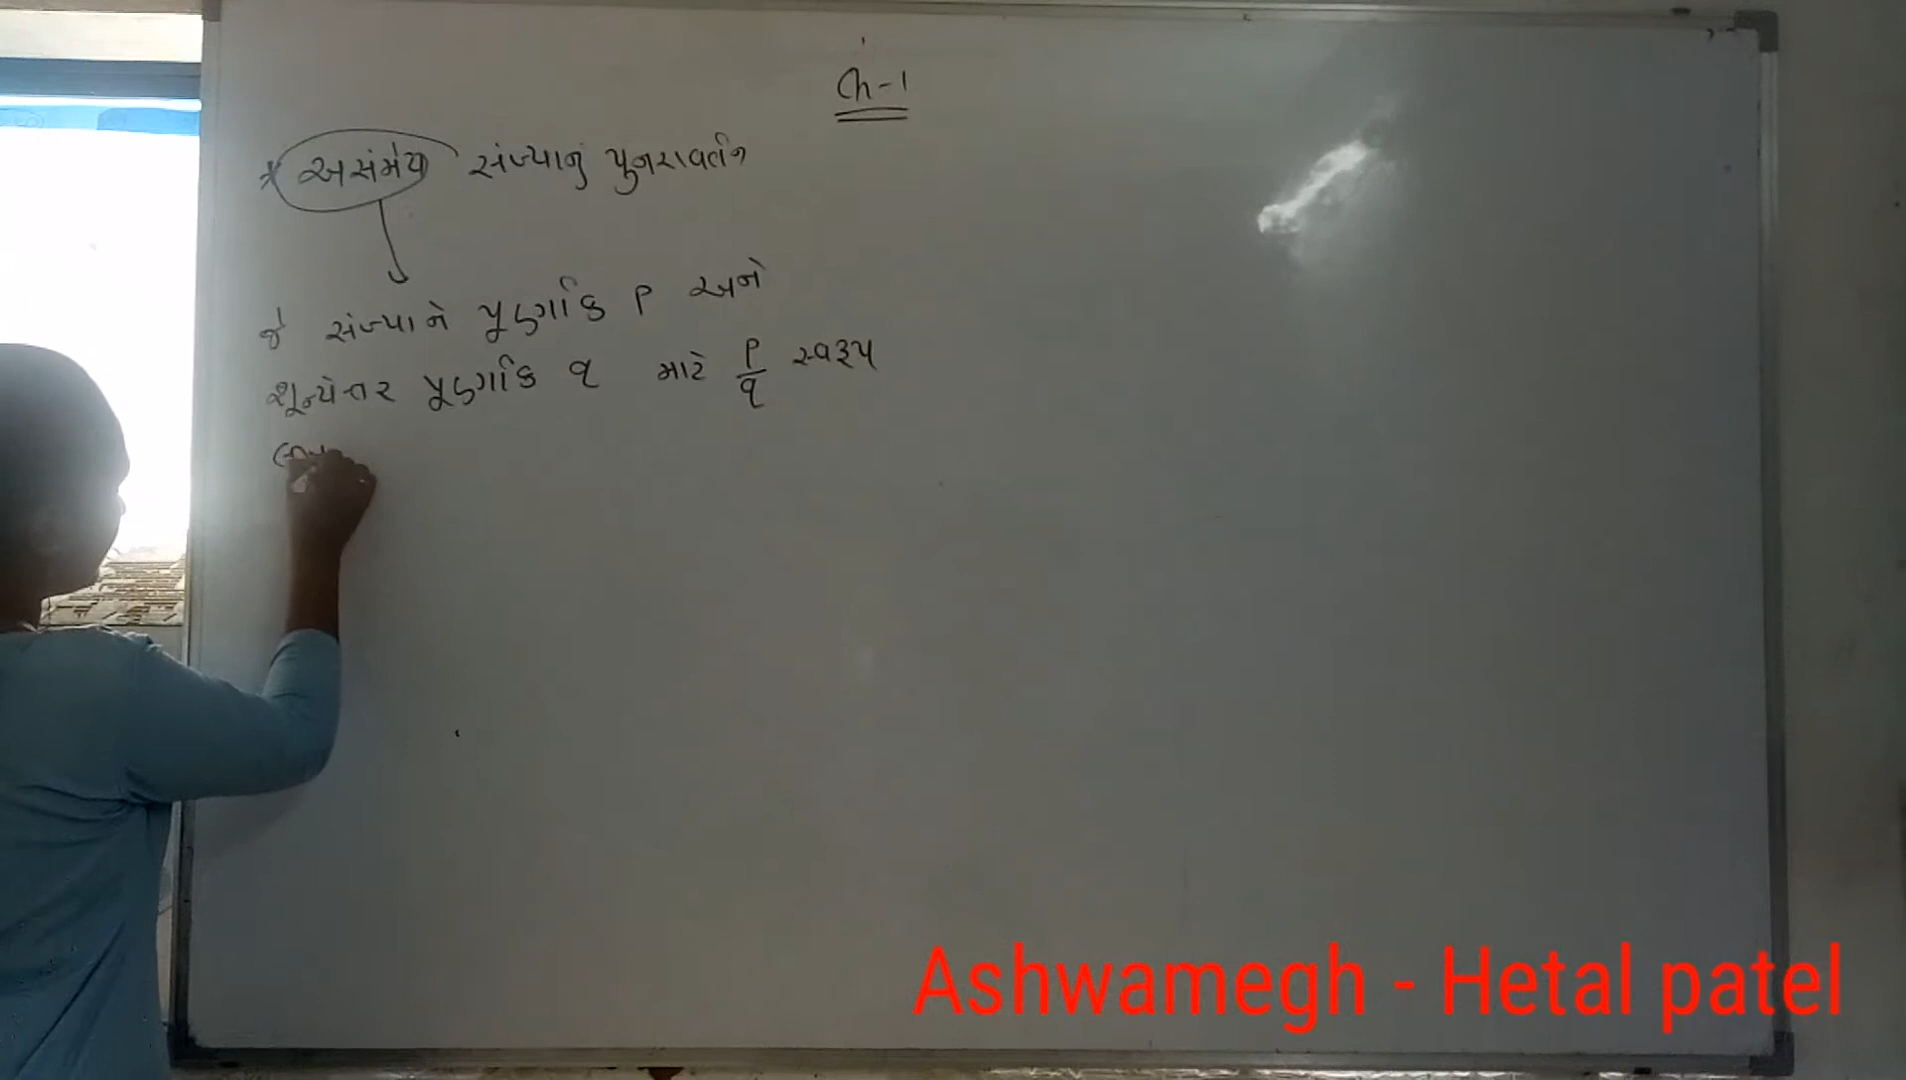 Ch-1
* અસંમેય સંખ્યાનું પુનરાવર્તન
જે સંખ્યાને પૂર્ણાંક p અને
શૂન્યેત્તર પૂર્ણાંક q માટે p/q સ્વરૂપ
Ashwamegh - Hetal patel